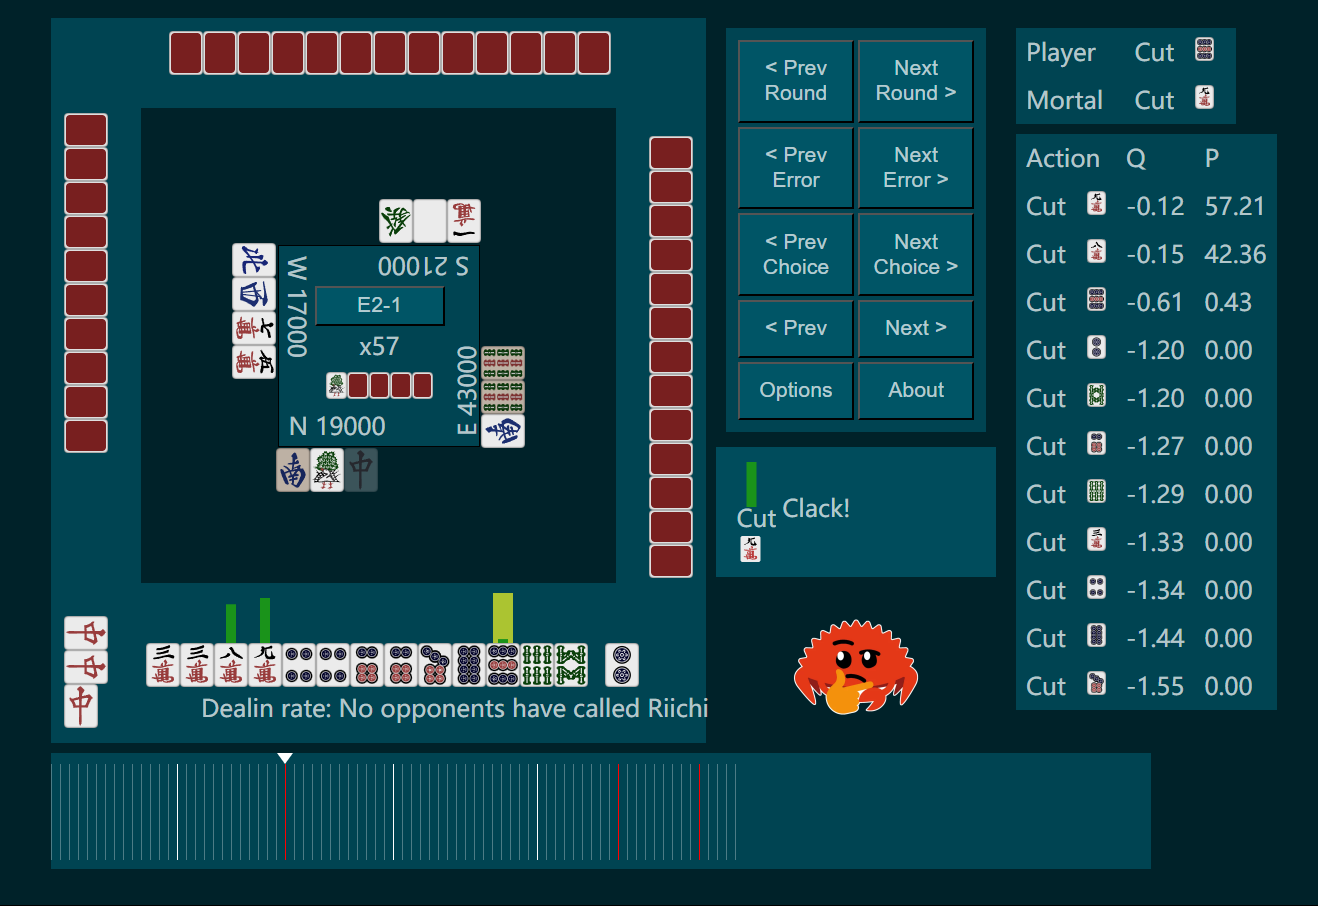 S 21000
W 17000
E2-1
x57
E 43000
N 19000
Dealin rate: No opponents have called Riichi
< Prev Round
Next Round >
< Prev Error
Next Error >
< Prev Choice
Next Choice >
< Prev
Next >
Options
About
Cut
Clack!
Player Cut
Mortal Cut
Action Q P
Cut -0.12 57.21
Cut -0.15 42.36
Cut -0.61 0.43
Cut -1.20 0.00
Cut -1.20 0.00
Cut -1.27 0.00
Cut -1.29 0.00
Cut -1.33 0.00
Cut -1.34 0.00
Cut -1.44 0.00
Cut -1.55 0.00